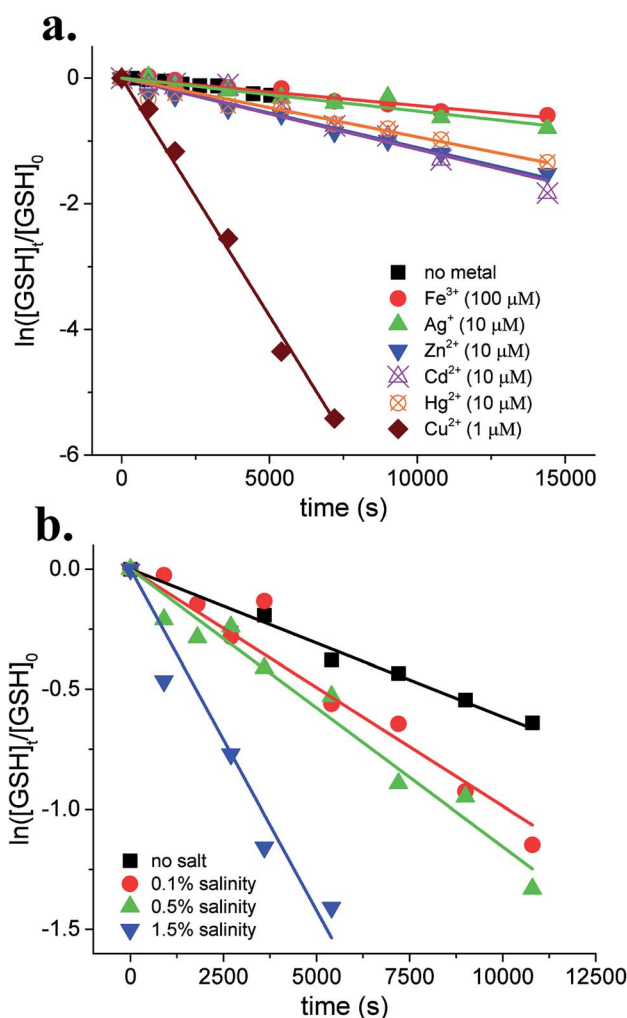 a.
0
-2
-4
-6
ln([GSH]ₜ/[GSH]₀
no metal
Fe³⁺ (100 μM)
Ag⁺ (10 μM)
Zn²⁺ (10 μM)
Cd²⁺ (10 μM)
Hg²⁺ (10 μM)
Cu²⁺ (1 μM)
0 5000 10000 15000
time (s)
b.
0.0
-0.5
-1.0
-1.5
ln([GSH]ₜ/[GSH]₀
no salt
0.1% salinity
0.5% salinity
1.5% salinity
0 2500 5000 7500 10000 12500
time (s)